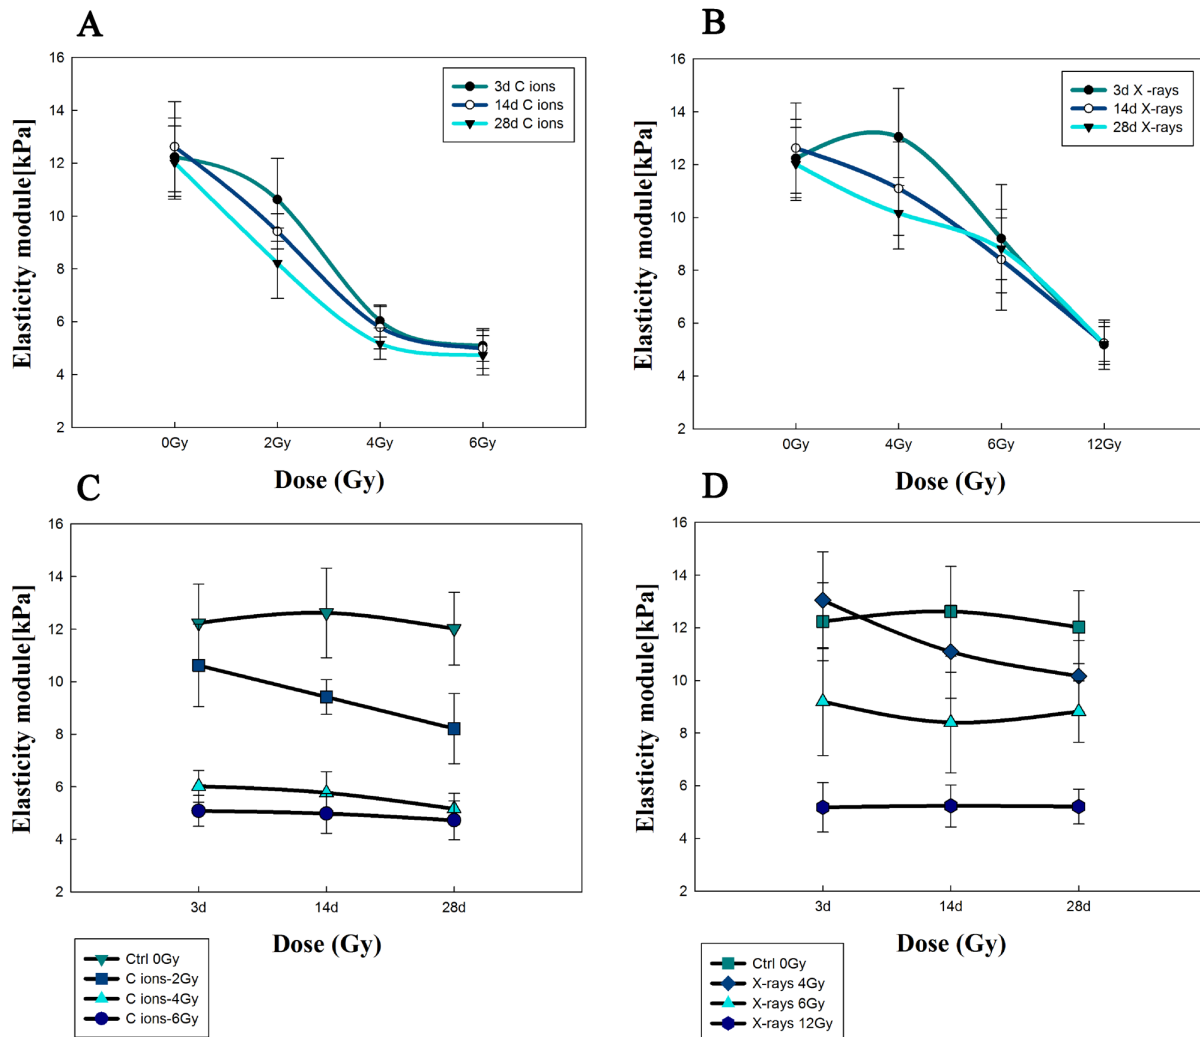 A
Elasticity module[kPa]
16
14
12
10
8
6
4
2
3d C ions
14d C ions
28d C ions
0Gy
2Gy
4Gy
6Gy
Dose (Gy)
B
Elasticity module[kPa]
16
14
12
10
8
6
4
2
3d X -rays
14d X-rays
28d X-rays
0Gy
4Gy
6Gy
12Gy
Dose (Gy)
C
Elasticity module[kPa]
16
14
12
10
8
6
4
2
3d
14d
28d
Dose (Gy)
Ctrl 0Gy
C ions-2Gy
C ions-4Gy
C ions-6Gy
D
Elasticity module[kPa]
16
14
12
10
8
6
4
2
3d
14d
28d
Dose (Gy)
Ctrl 0Gy
X-rays 4Gy
X-rays 6Gy
X-rays 12Gy